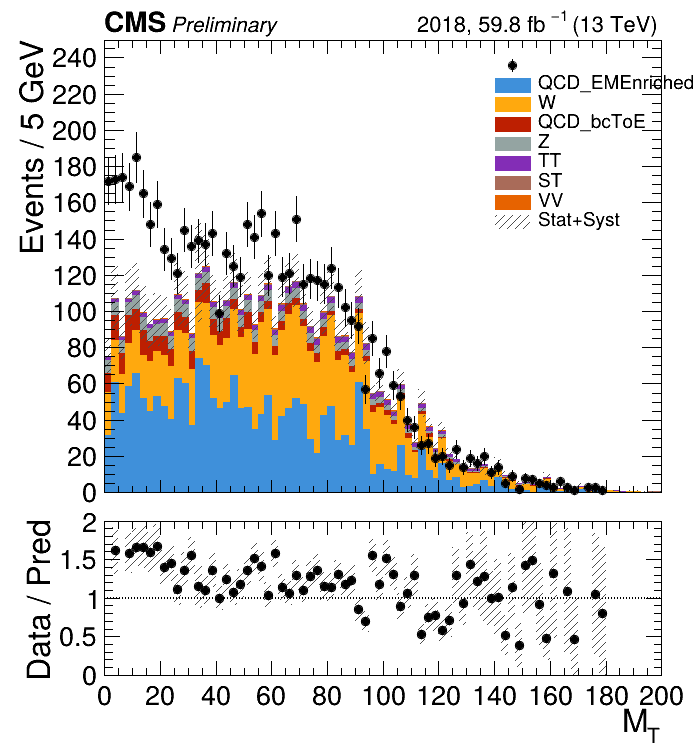 CMS Preliminary 2018, 59.8 fb⁻¹ (13 TeV)
Events / 5 GeV
240
220
200
180
160
140
120
100
80
60
40
20
0
QCD_EMEnriched
W
QCD_bcToE
Z
TT
ST
VV
Stat+Syst
Data / Pred
2
1.5
1
0.5
0
0 20 40 60 80 100 120 140 160 180 200
M_T